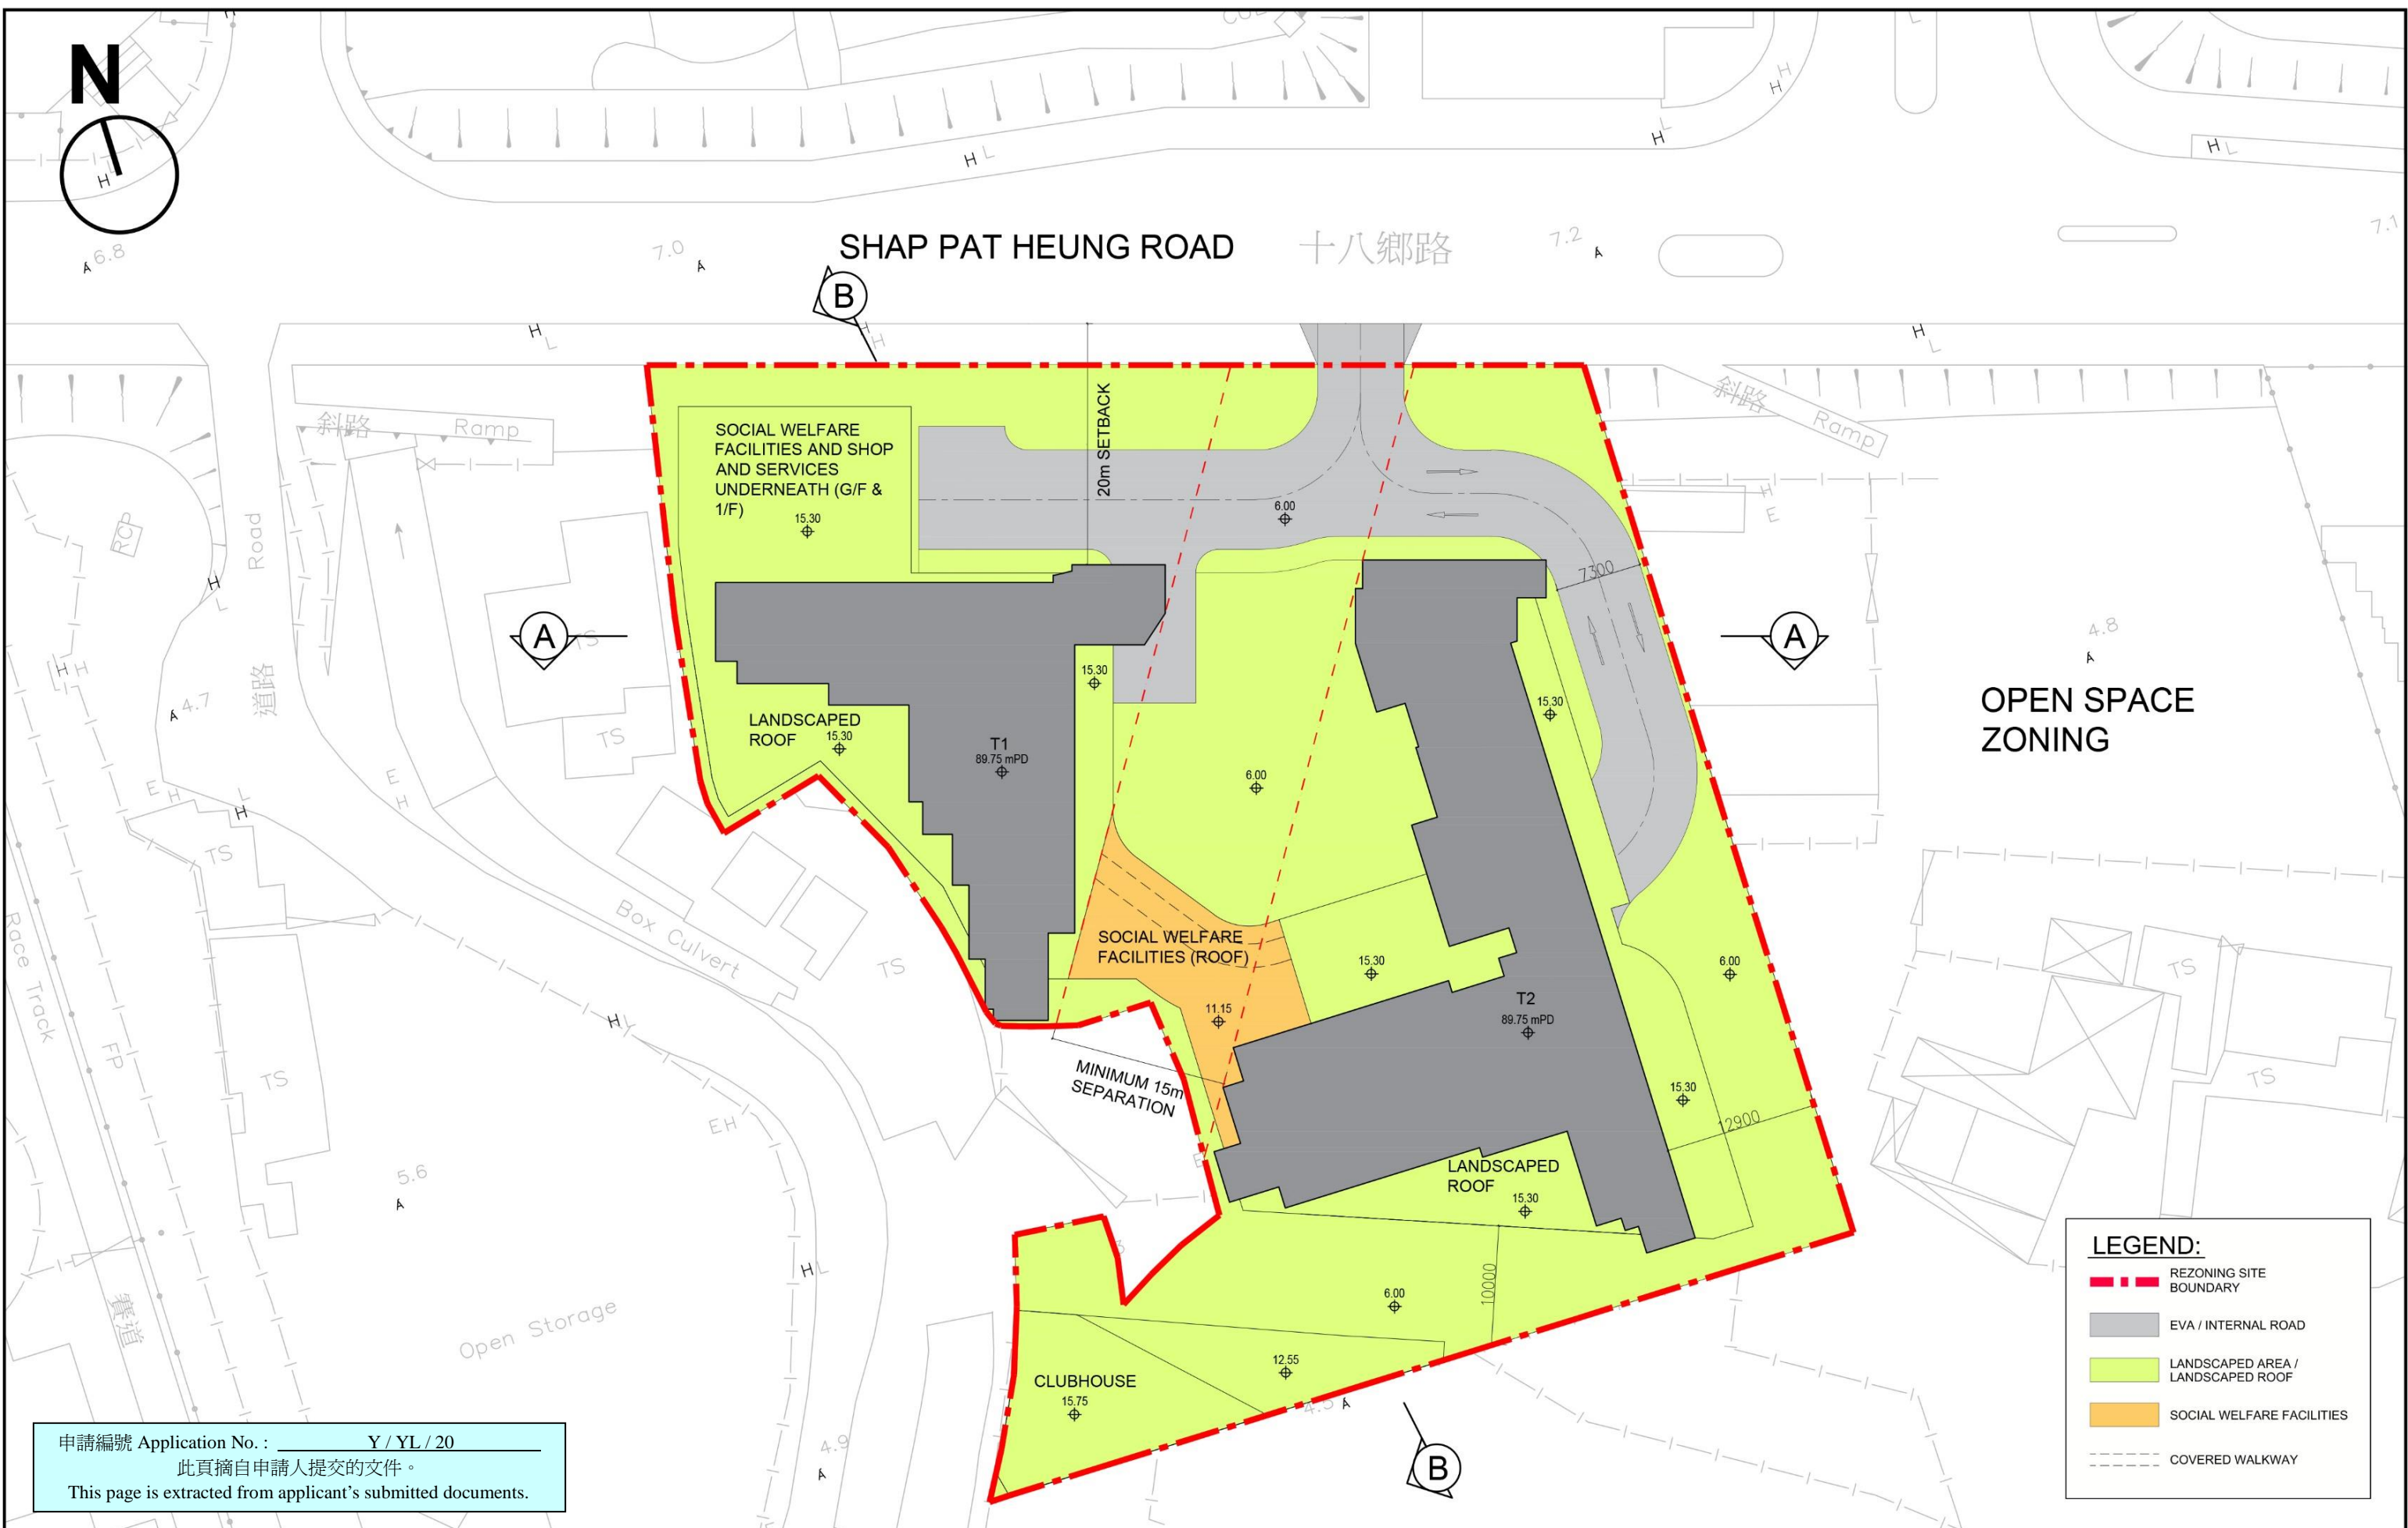 N
SHAP PAT HEUNG ROAD 十八鄉路
6.8
7.0
7.2
7.1
B
H L
H L
H L
斜路
Ramp
斜路
Ramp
20m SETBACK
SOCIAL WELFARE
FACILITIES AND SHOP
AND SERVICES
UNDERNEATH (G/F &
1/F)
15.30
6.00
7300
RCP
Road
道路
A
TS
A
4.7
4.8
TS
15.30
15.30
LANDSCAPED
ROOF
15.30
T1
89.75 mPD
6.00
OPEN SPACE
ZONING
E H
E H
TS
Box Culvert
TS
SOCIAL WELFARE
FACILITIES (ROOF)
15.30
6.00
TS
11.15
T2
89.75 mPD
Race Track
FP
TS
MINIMUM 15m
SEPARATION
15.30
12900
TS
EH
5.6
LANDSCAPED
ROOF
15.30
賽道
Open Storage
10000
6.00
12.55
CLUBHOUSE
15.75
4.9
B
LEGEND:
REZONING SITE
BOUNDARY
EVA / INTERNAL ROAD
LANDSCAPED AREA /
LANDSCAPED ROOF
SOCIAL WELFARE FACILITIES
COVERED WALKWAY
申請編號 Application No. : Y / YL / 20
此頁摘自申請人提交的文件。
This page is extracted from applicant's submitted documents.